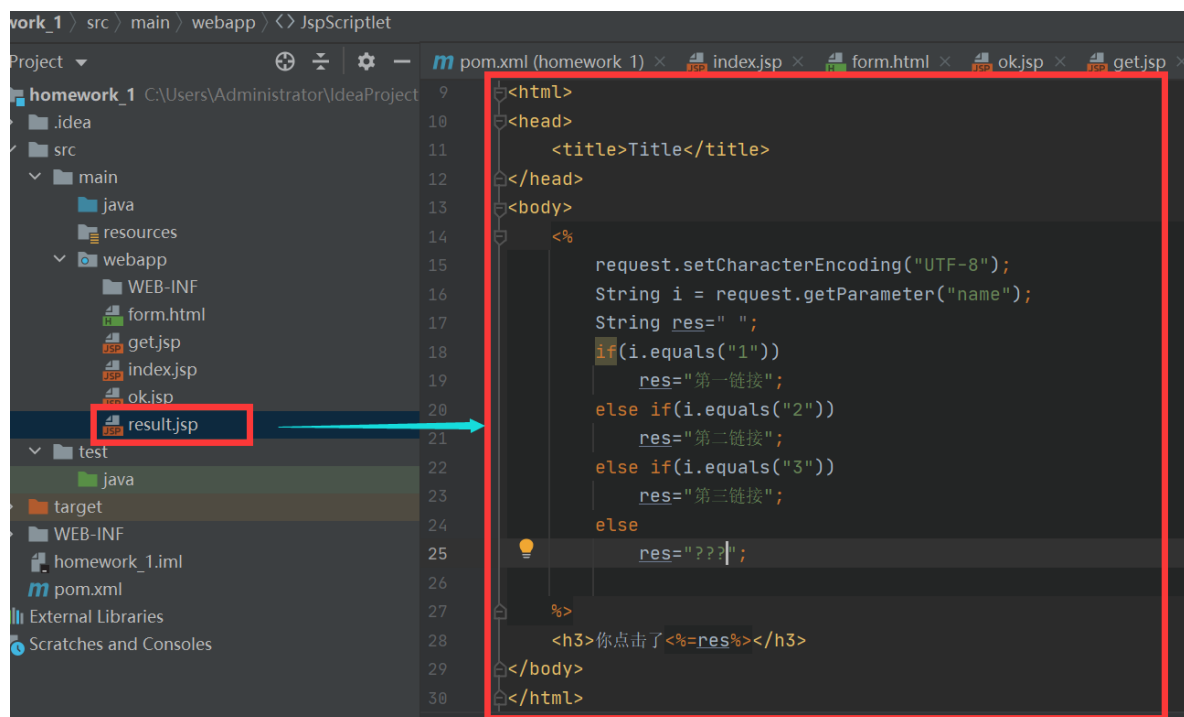 work_1 〉 src 〉 main 〉 webapp 〉 <> JspScriptlet
Project
homework_1 C:\Users\Administrator\IdeaProject
.idea
src
main
java
resources
webapp
WEB-INF
form.html
get.jsp
index.jsp
ok.jsp
result.jsp
test
java
target
WEB-INF
homework_1.iml
pom.xml
External Libraries
Scratches and Consoles
pom.xml (homework_1) × index.jsp × form.html × ok.jsp × get.jsp ×
9 <html>
10 <head>
11 <title>Title</title>
12 </head>
13 <body>
14 <%
15 request.setCharacterEncoding("UTF-8");
16 String i = request.getParameter("name");
17 String res=" ";
18 if(i.equals("1"))
19 res="第一链接";
20 else if(i.equals("2"))
21 res="第二链接";
22 else if(i.equals("3"))
23 res="第三链接";
24 else
25 res="???";
26
27 %>
28 <h3>你点击了<%=res%></h3>
29 </body>
30 </html>